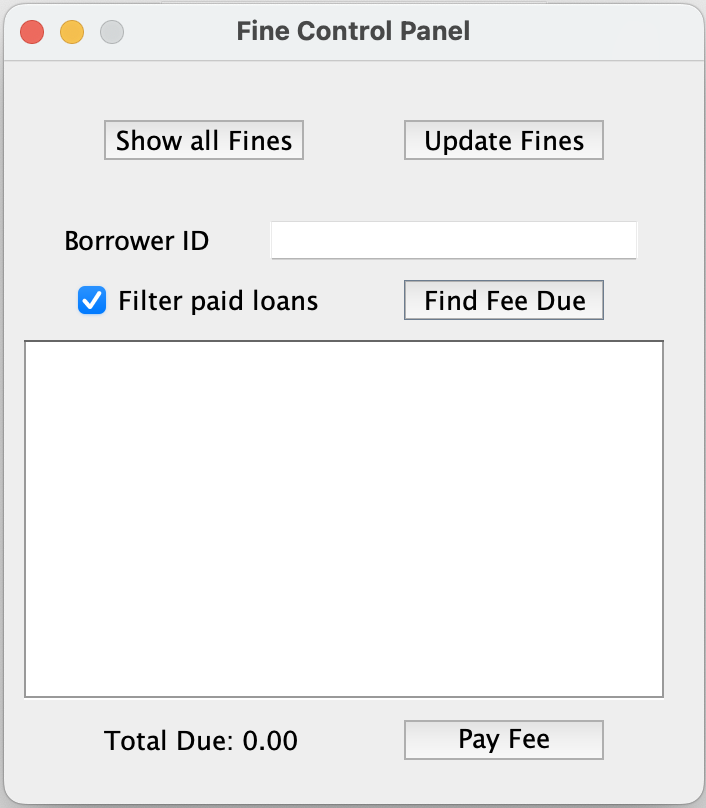 Fine Control Panel
Show all Fines
Update Fines
Borrower ID
Filter paid loans
Find Fee Due
Total Due: 0.00
Pay Fee